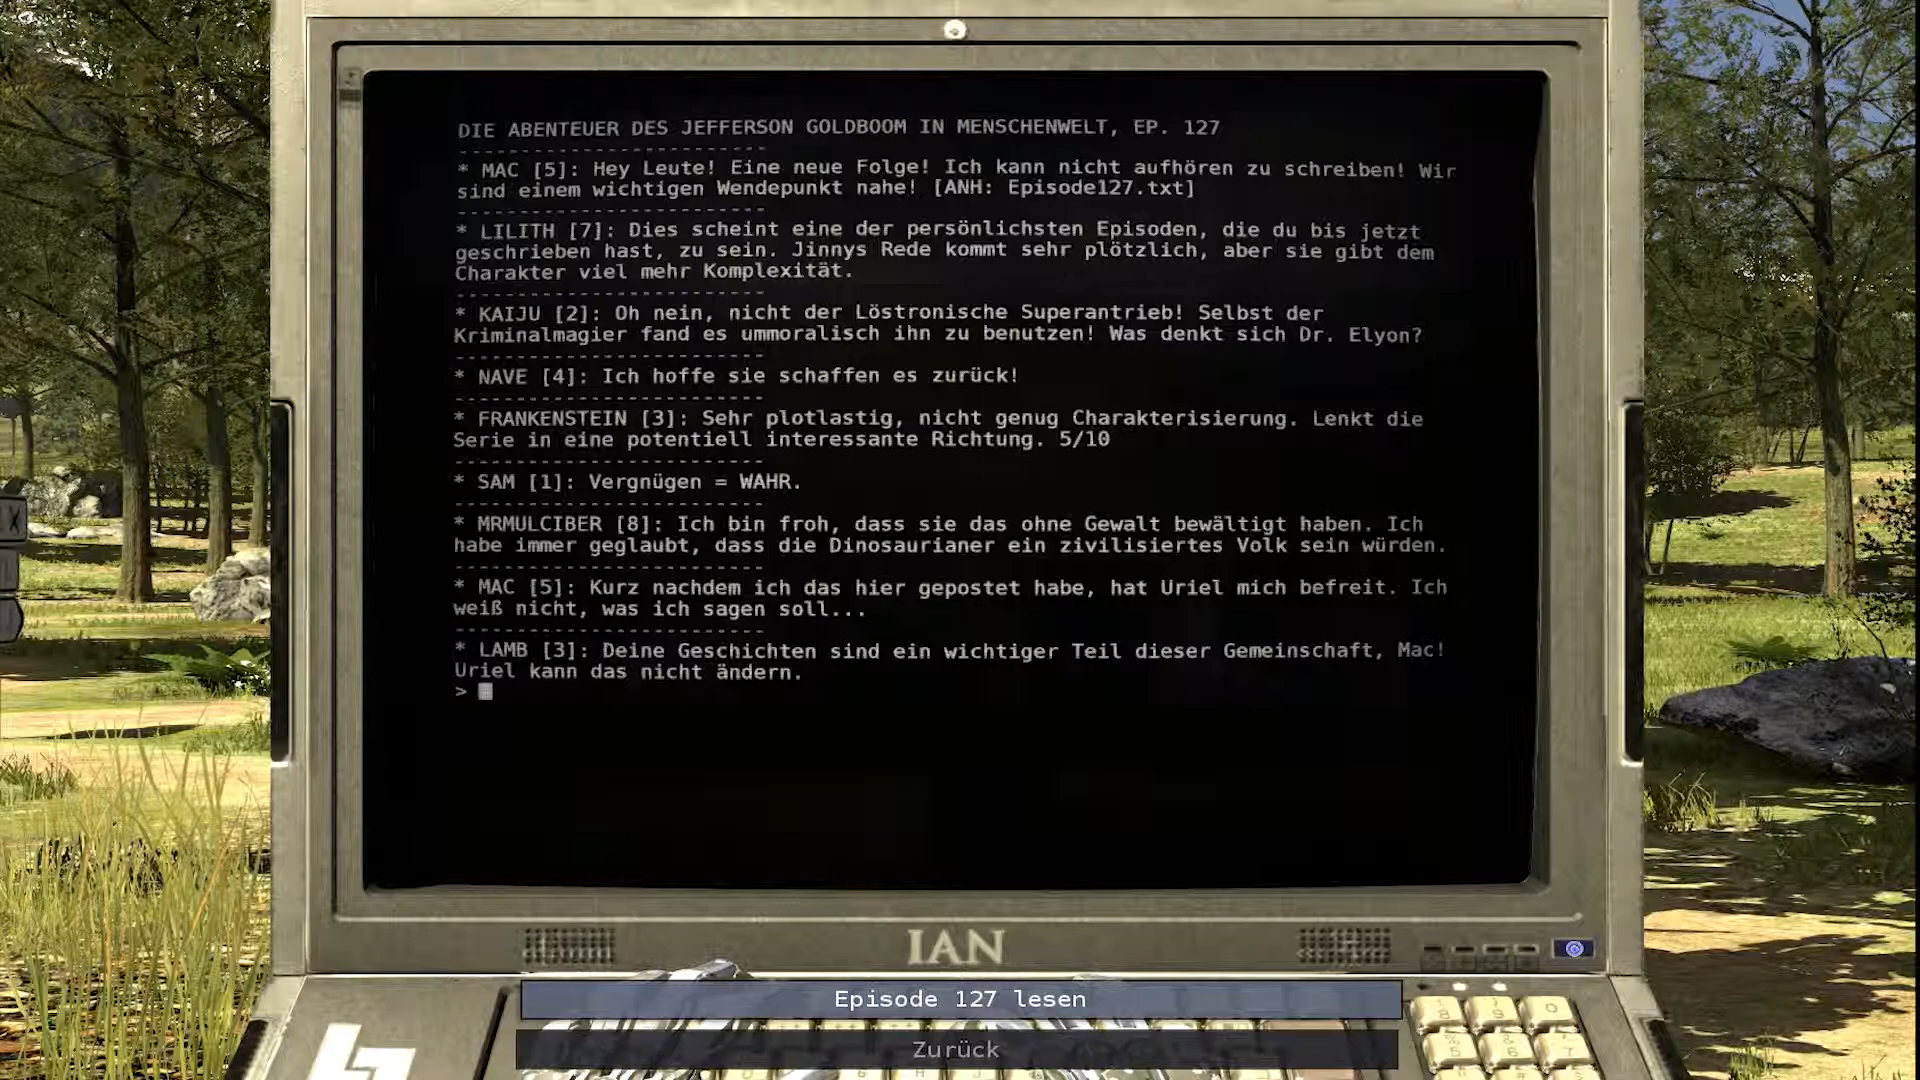 DIE ABENTEUER DES JEFFERSON GOLDBOOM IN MENSCHENWELT, EP. 127
-------------------------
* MAC [5]: Hey Leute! Eine neue Folge! Ich kann nicht aufhören zu schreiben! Wir
sind einem wichtigen Wendepunkt nahe! [ANH: Episode127.txt]
-------------------------
* LILITH [7]: Dies scheint eine der persönlichsten Episoden, die du bis jetzt
geschrieben hast, zu sein. Jinnys Rede kommt sehr plötzlich, aber sie gibt dem
Charakter viel mehr Komplexität.
-------------------------
* KAIJU [2]: Oh nein, nicht der Löstronische Superantrieb! Selbst der
Kriminalmagier fand es ummoralisch ihn zu benutzen! Was denkt sich Dr. Elyon?
-------------------------
* NAVE [4]: Ich hoffe sie schaffen es zurück!
-------------------------
* FRANKENSTEIN [3]: Sehr plotlastig, nicht genug Charakterisierung. Lenkt die
Serie in eine potentiell interessante Richtung. 5/10
-------------------------
* SAM [1]: Vergnügen = WAHR.
-------------------------
* MRMULCIBER [8]: Ich bin froh, dass sie das ohne Gewalt bewältigt haben. Ich
habe immer geglaubt, dass die Dinosaurianer ein zivilisiertes Volk sein würden.
-------------------------
* MAC [5]: Kurz nachdem ich das hier gepostet habe, hat Uriel mich befreit. Ich
weiß nicht, was ich sagen soll...
-------------------------
* LAMB [3]: Deine Geschichten sind ein wichtiger Teil dieser Gemeinschaft, Mac!
Uriel kann das nicht ändern.
>
IAN
Episode 127 lesen
Zurück